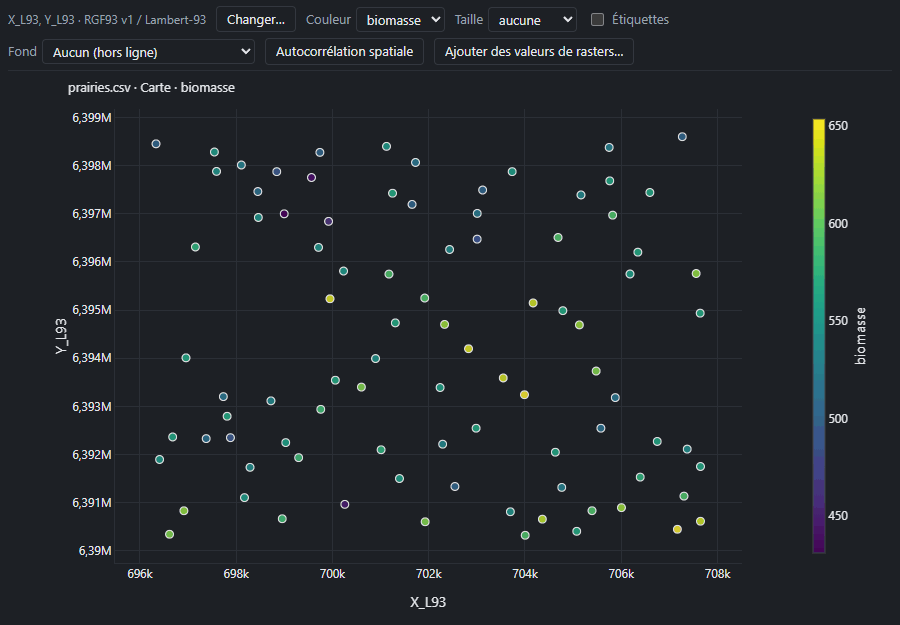 X_L93, Y_L93 · RGF93 v1 / Lambert-93 Changer... Couleur biomasse Taille aucune Étiquettes
Fond Aucun (hors ligne) Autocorrélation spatiale Ajouter des valeurs de rasters...
prairies.csv · Carte · biomasse
6,399M
6,398M
6,397M
6,396M
6,395M
6,394M
6,393M
6,392M
6,391M
6,39M
Y_L93
696k 698k 700k 702k 704k 706k 708k
X_L93
650
600
550
500
450
biomasse